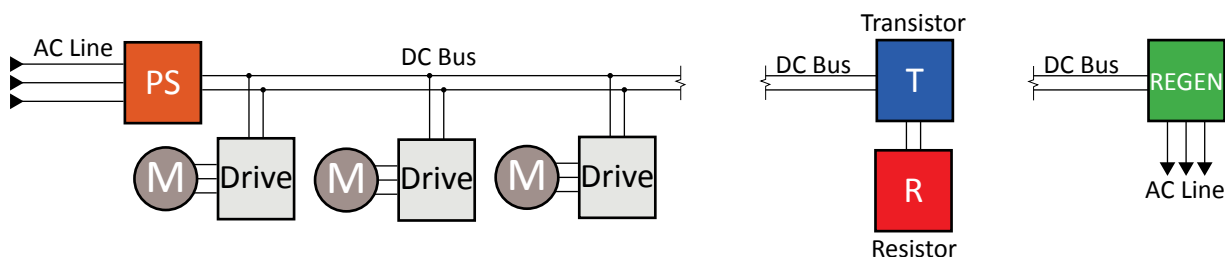 AC Line
PS
DC Bus
M
Drive
M
Drive
M
Drive
Transistor
DC Bus
T
R
Resistor
DC Bus
REGEN
AC Line